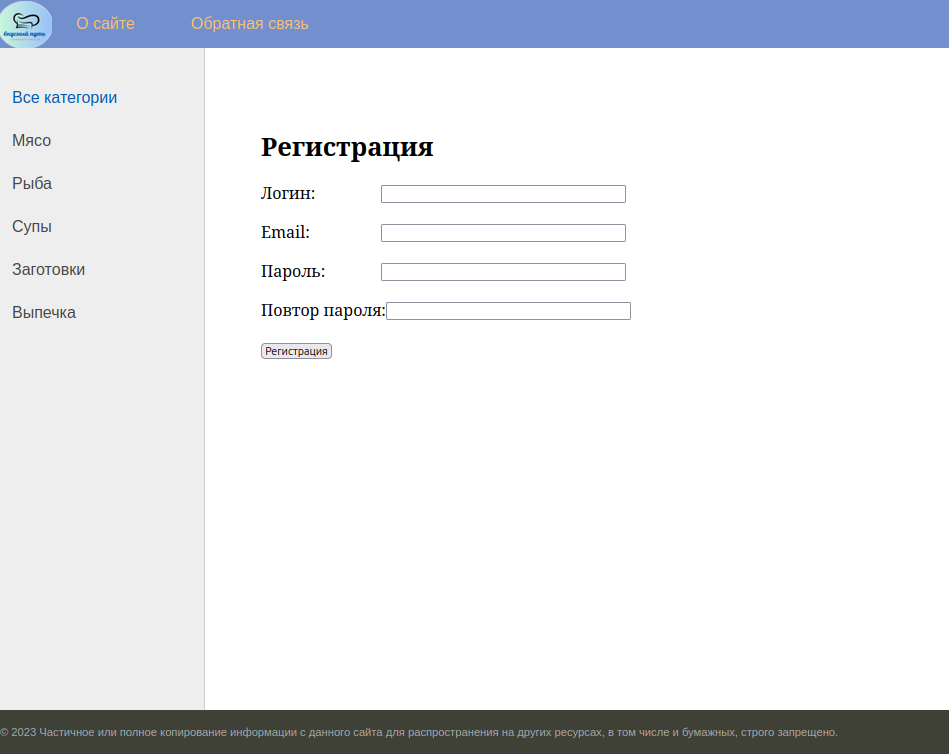 вкусный путь
О сайте
Обратная связь
Все категории
Мясо
Рыба
Супы
Заготовки
Выпечка
Регистрация
Логин:
Email:
Пароль:
Повтор пароля:
Регистрация
© 2023 Частичное или полное копирование информации с данного сайта для распространения на других ресурсах, в том числе и бумажных, строго запрещено.